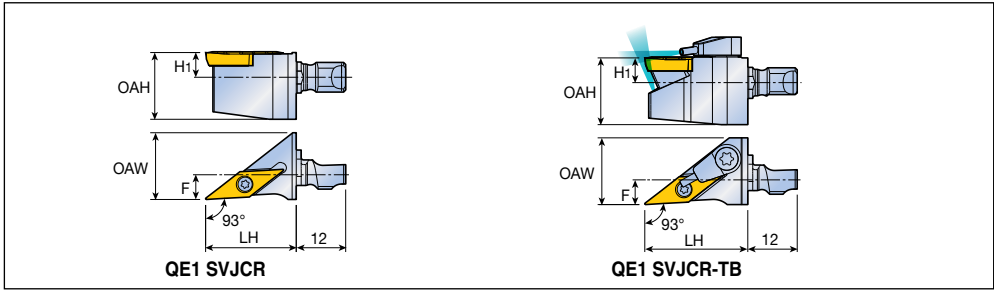 H1
OAH
OAW
F
93°
LH
12
QE1 SVJCR
H1
OAH
OAW
F
93°
LH
12
QE1 SVJCR-TB